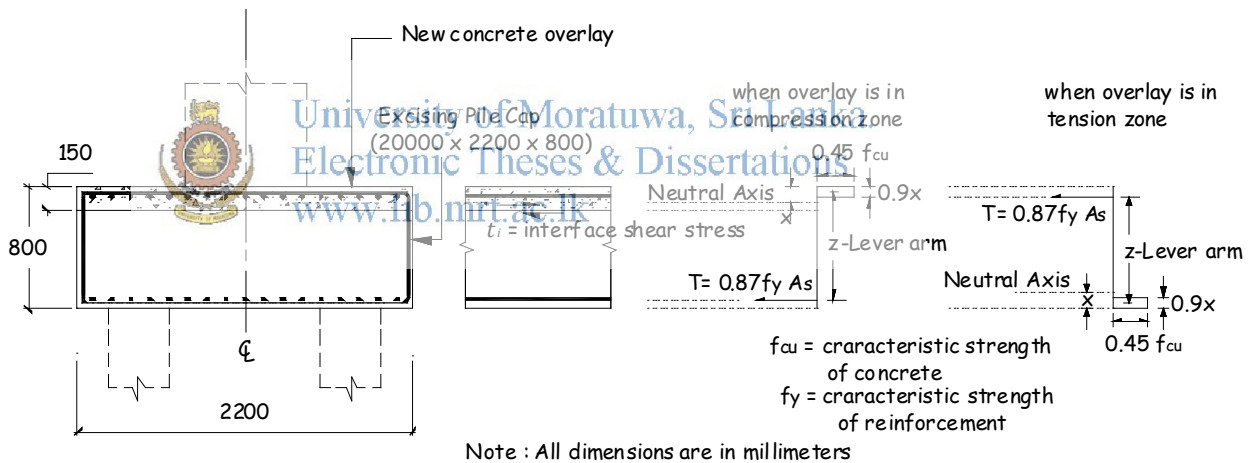 New concrete overlay
University of Moratuwa, Sri Lanka.
Electronic Theses & Dissertations
www.lib.mrt.ac.lk
Excising Pile Cap
(20000 x 2200 x 800)
when overlay is in
compression zone
0.45 fcu
when overlay is in
tension zone
150
800
Neutral Axis
x
0.9x
ti = interface shear stress
z-Lever arm
T= 0.87fy As
T= 0.87fy As
z-Lever arm
Neutral Axis
x
0.9x
0.45 fcu
℄
2200
fcu = craracteristic strength
of concrete
fy = craracteristic strength
of reinforcement
Note : All dimensions are in millimeters